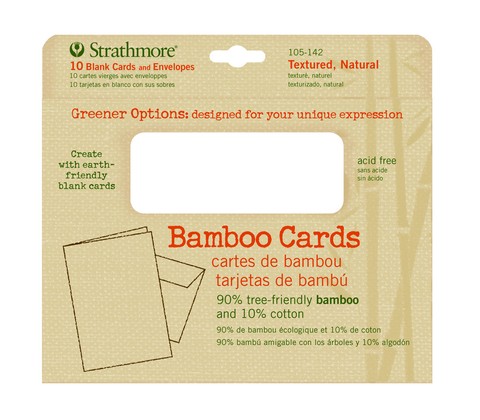 Strathmore®
10 Blank Cards and Envelopes
10 cartes vierges avec enveloppes
10 tarjetas en blanco con sus sobres
105-142
Textured, Natural
texturé, naturel
texturizado, natural
Greener Options: designed for your unique expression
Create
with earth-
friendly
blank cards
acid free
sans acide
sin ácido
Bamboo Cards
cartes de bambou
tarjetas de bambú
90% tree-friendly bamboo
and 10% cotton
90% de bambou écologique et 10% de coton
90% bambú amigable con los árboles y 10% algodón